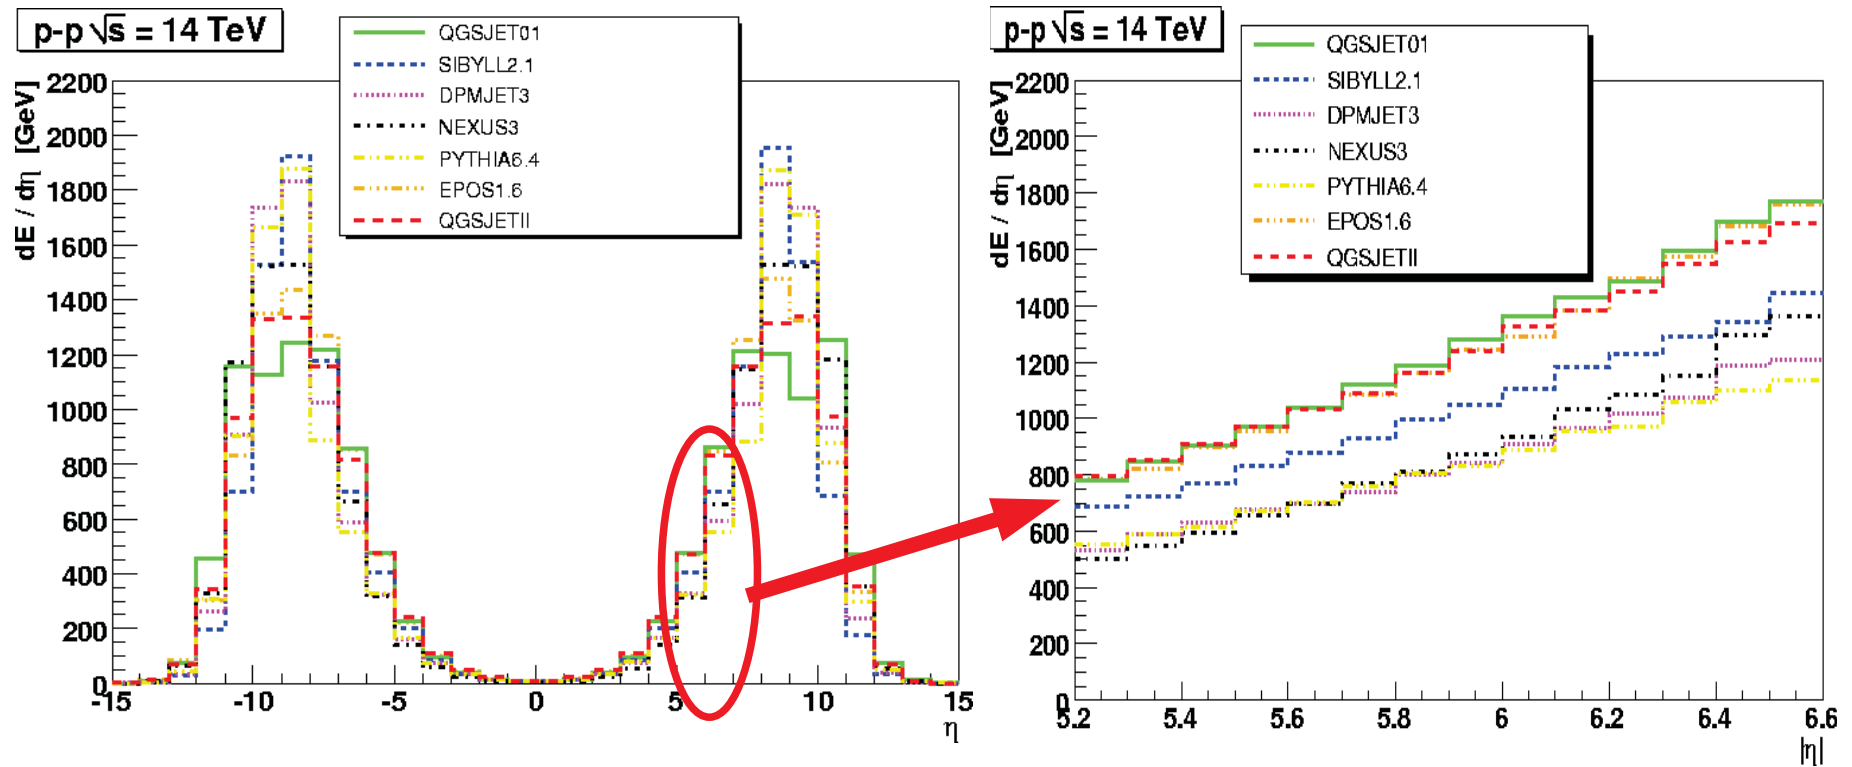 p-p √s = 14 TeV
QGSJET01
SIBYLL2.1
DPMJET3
NEXUS3
PYTHIA6.4
EPOS1.6
QGSJETII
dE / dη [GeV]
2200
2000
1800
1600
1400
1200
1000
800
600
400
200
0
-15 -10 -5 0 5 10 15
η
p-p √s = 14 TeV
QGSJET01
SIBYLL2.1
DPMJET3
NEXUS3
PYTHIA6.4
EPOS1.6
QGSJETII
dE / dη [GeV]
2200
2000
1800
1600
1400
1200
1000
800
600
400
200
0
5.2 5.4 5.6 5.8 6 6.2 6.4 6.6
|η|